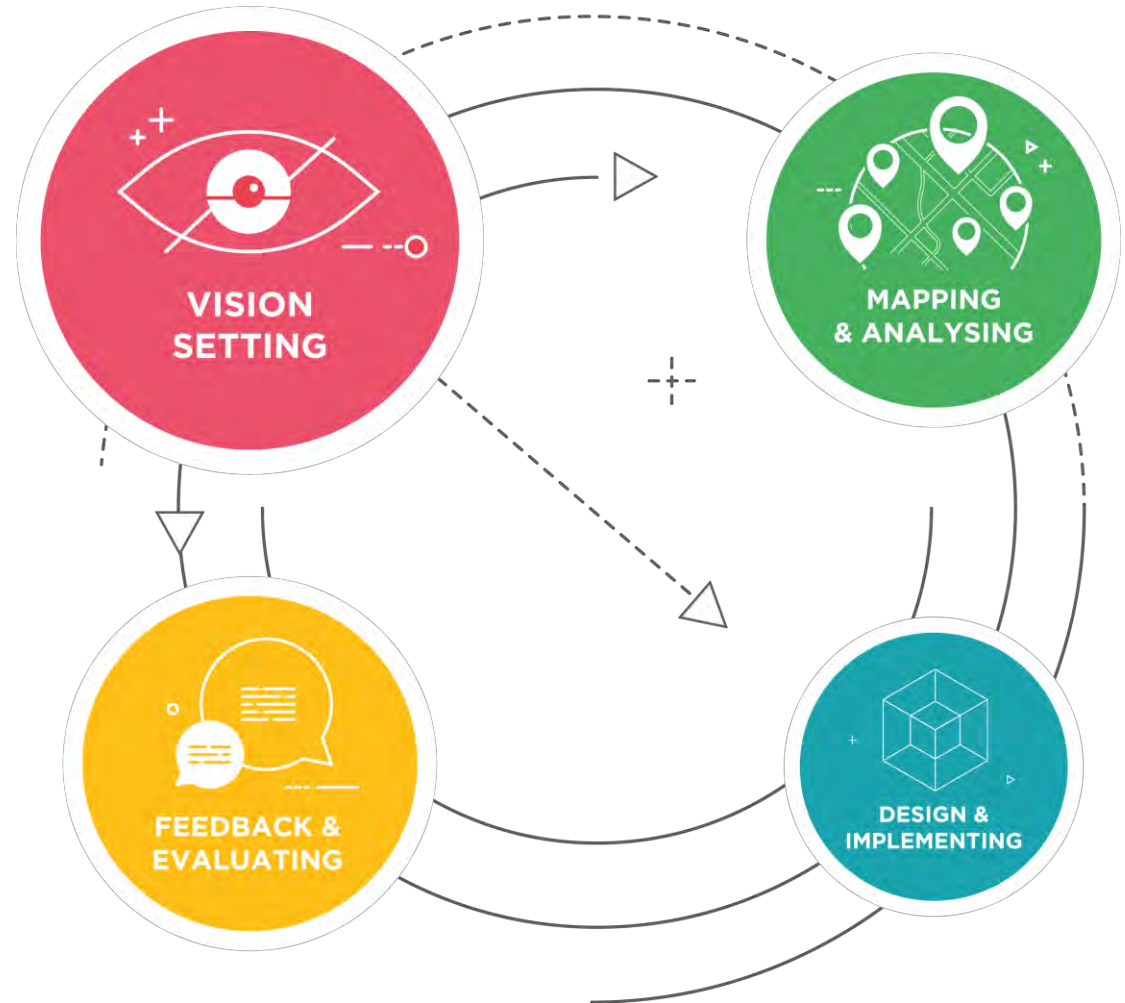 VISION
SETTING
MAPPING
& ANALYSING
FEEDBACK &
EVALUATING
DESIGN &
IMPLEMENTING